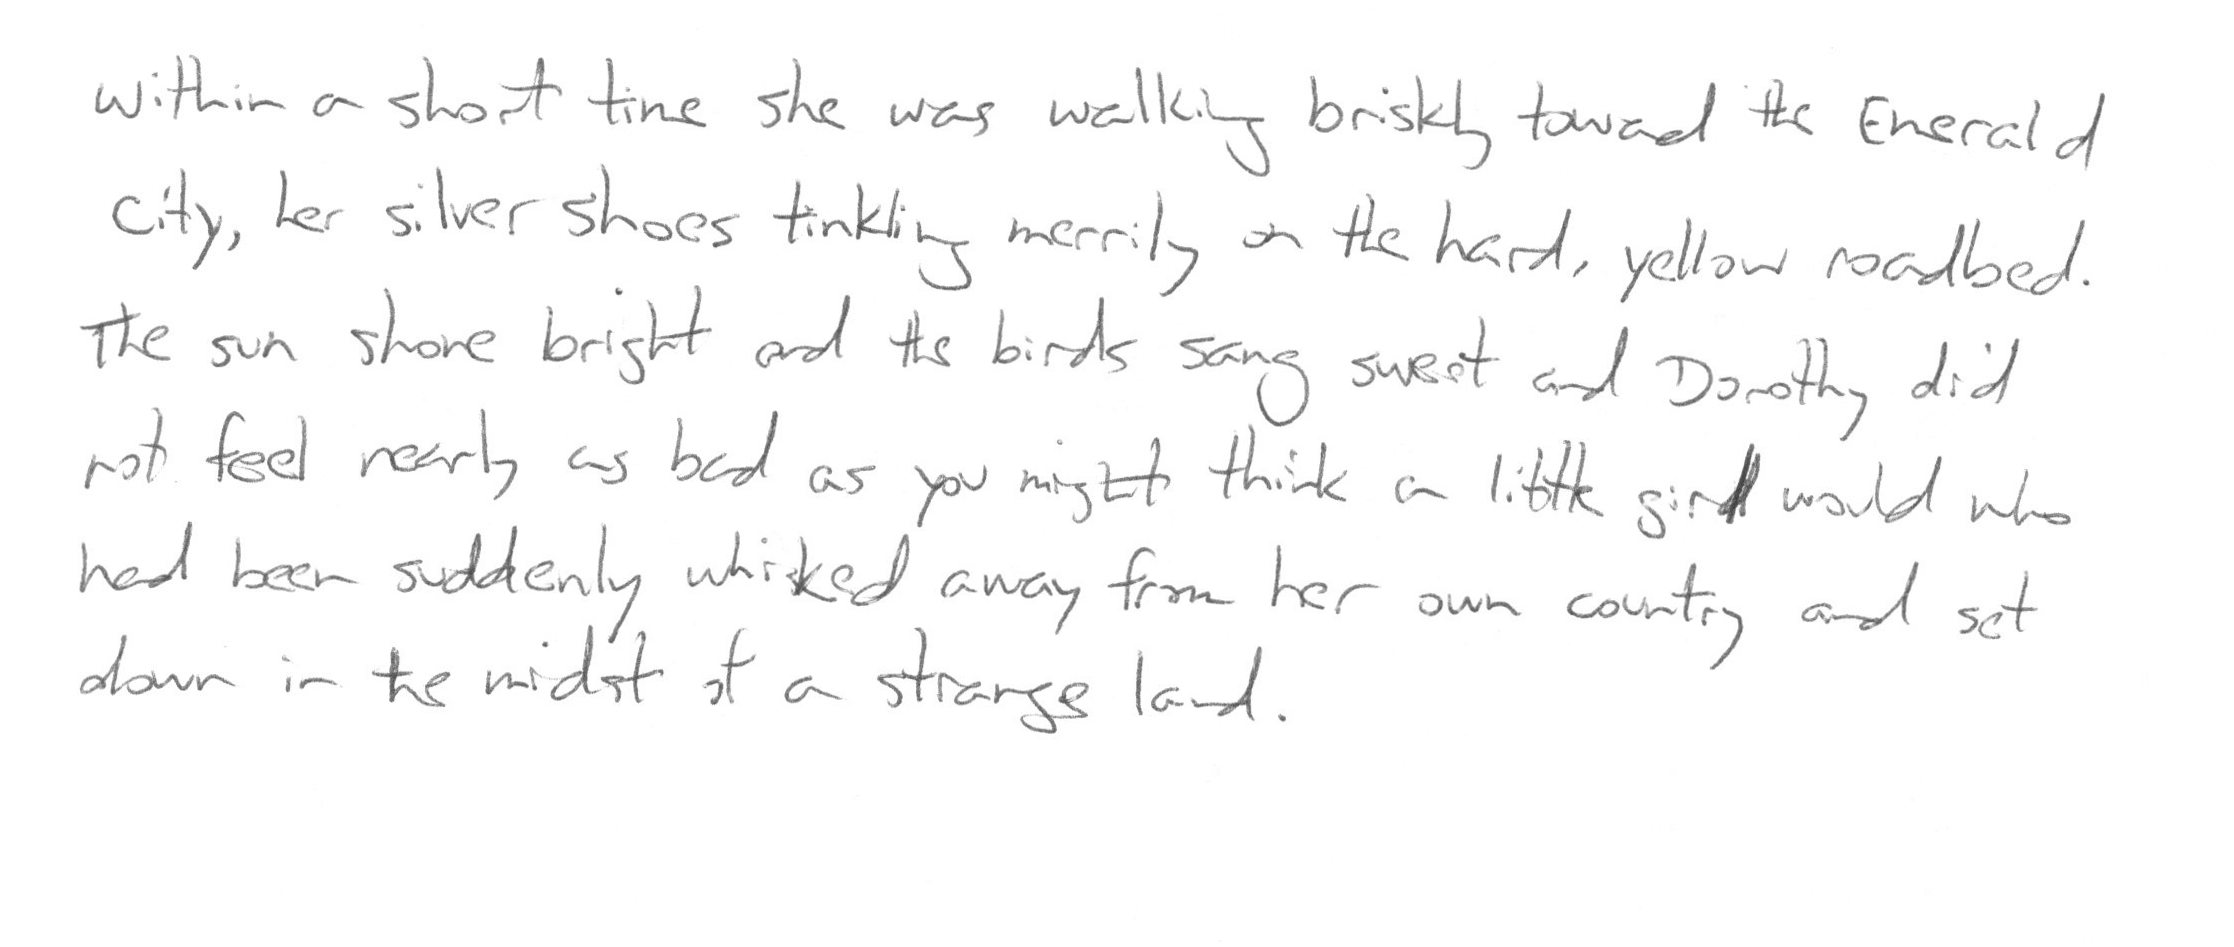 within a short time she was walking briskly toward the Emerald
City, her silver shoes tinkling merrily on the hard, yellow roadbed.
The sun shone bright and the birds sang sweet and Dorothy did
not feel nearly as bad as you might think a little girl would who
had been suddenly whisked away from her own country and set
down in the midst of a strange land.